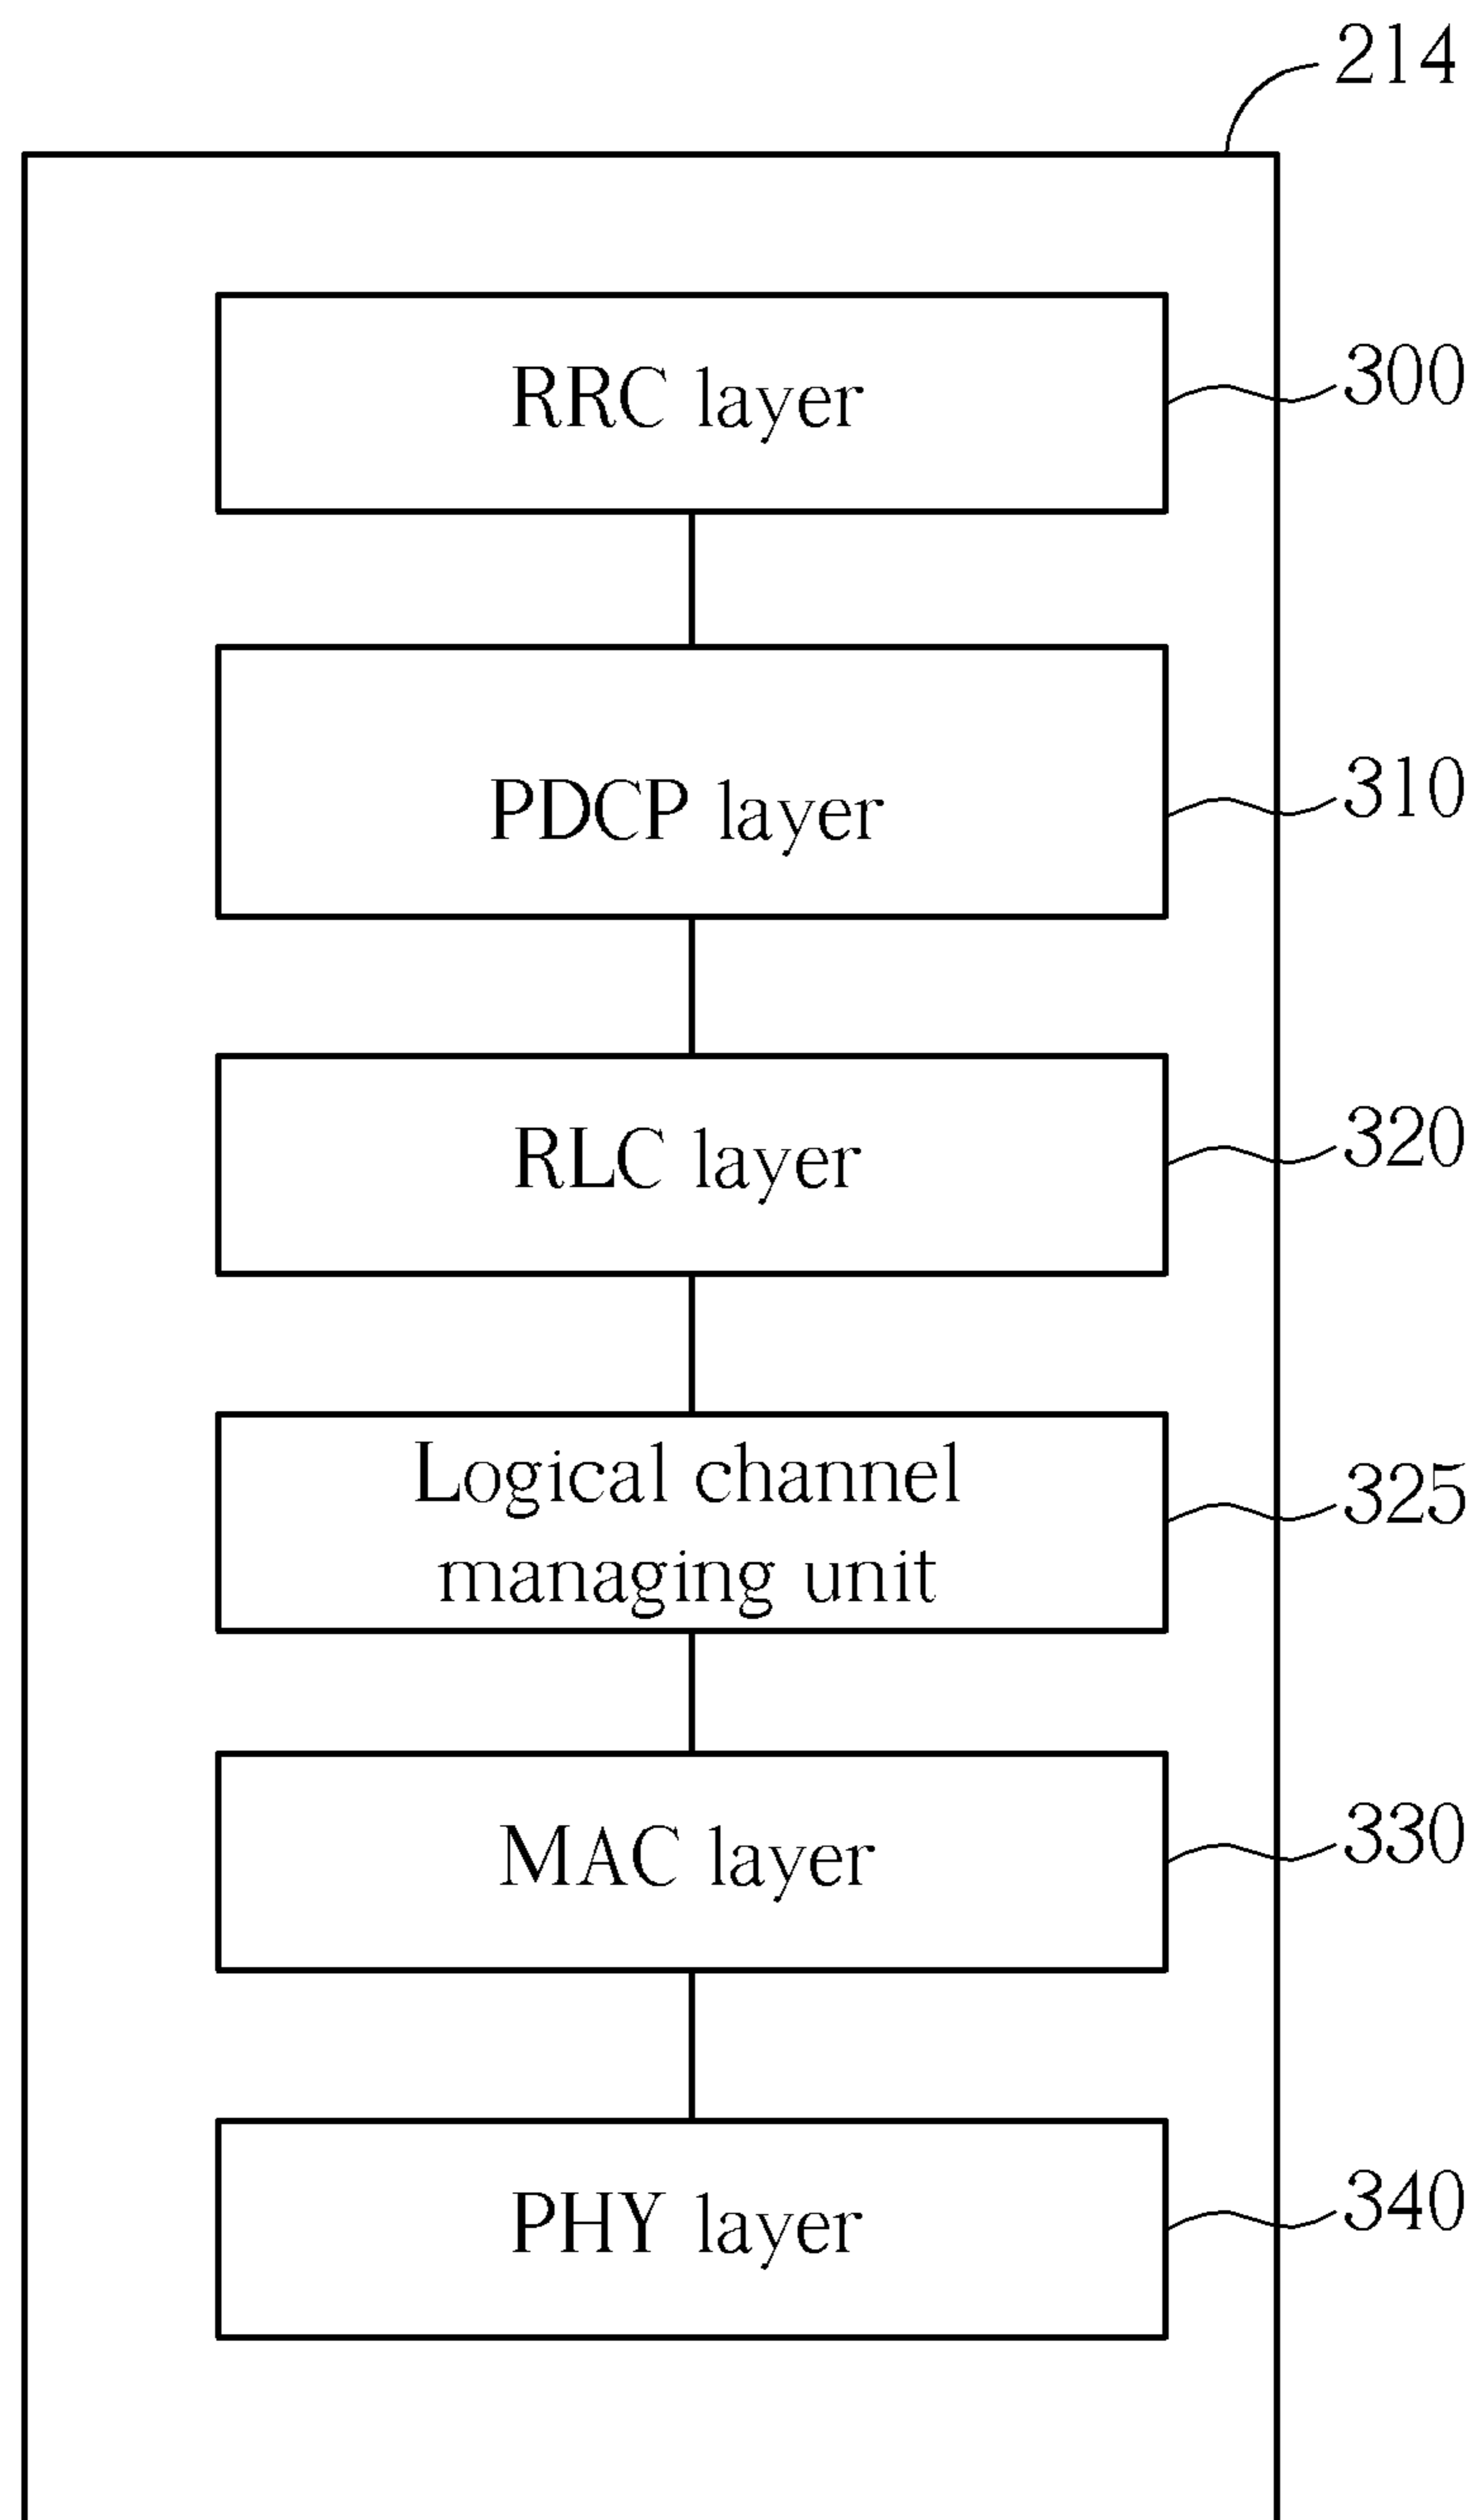 214
RRC layer
300
PDCP layer
310
RLC layer
320
Logical channel
managing unit
325
MAC layer
330
PHY layer
340